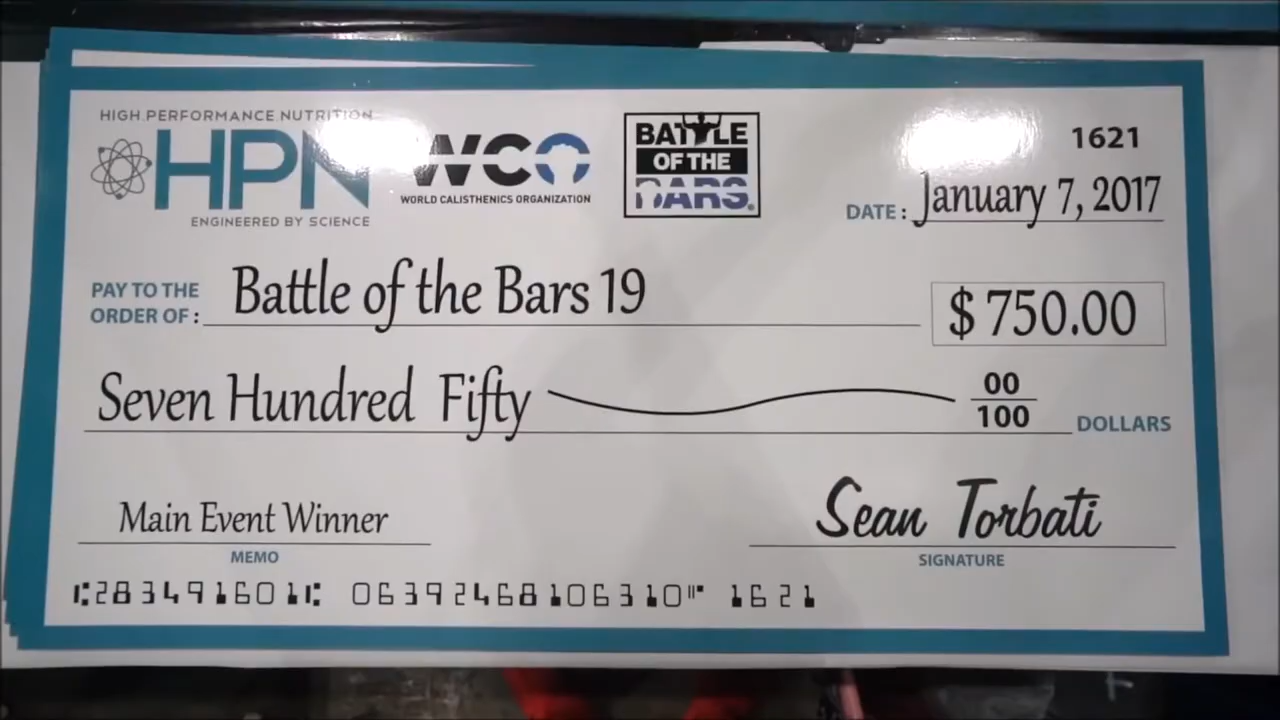 HIGH PERFORMANCE NUTRITION
HPN
ENGINEERED BY SCIENCE
WCO
WORLD CALISTHENICS ORGANIZATION
BATTLE
OF THE
BARS.®
1621
DATE: January 7, 2017
PAY TO THE
ORDER OF: Battle of the Bars 19
$750.00
Seven Hundred Fifty 00/100 DOLLARS
Main Event Winner
MEMO
Sean Torbati
SIGNATURE
⑆283491601⑆ 06392468106310⑈ 1621